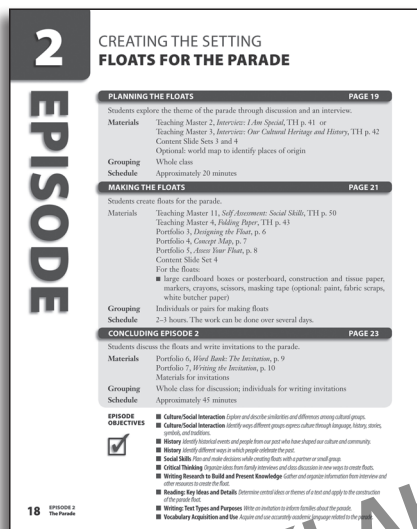 2
EPISODE
CREATING THE SETTING
FLOATS FOR THE PARADE
PLANNING THE FLOATS PAGE 19
Students explore the theme of the parade through discussion and an interview.
Materials Teaching Master 2, Interview: I Am Special, TH p. 41 or
Teaching Master 3, Interview: Our Cultural Heritage and History, TH p. 42
Content Slide Sets 3 and 4
Optional: world map to identify places of origin
Grouping Whole class
Schedule Approximately 20 minutes
MAKING THE FLOATS PAGE 21
Students create floats for the parade.
Materials Teaching Master 11, Self Assessment: Social Skills, TH p. 50
Teaching Master 4, Folding Paper, TH p. 43
Portfolio 3, Designing the Float, p. 6
Portfolio 4, Concept Map, p. 7
Portfolio 5, Assess Your Float, p. 8
Content Slide Set 4
For the floats:
■ large cardboard boxes or posterboard, construction and tissue paper,
markers, crayons, scissors, masking tape (optional: paint, fabric scraps,
white butcher paper)
Grouping Individuals or pairs for making floats
Schedule 2–3 hours. The work can be done over several days.
CONCLUDING EPISODE 2 PAGE 23
Students discuss the floats and write invitations to the parade.
Materials Portfolio 6, Word Bank: The Invitation, p. 9
Portfolio 7, Writing the Invitation, p. 10
Materials for invitations
Grouping Whole class for discussion; individuals for writing invitations
Schedule Approximately 45 minutes
EPISODE
OBJECTIVES
■ Culture/Social Interaction Explore and describe similarities and differences among cultural groups.
■ Culture/Social Interaction Identify ways different groups express culture through language, history, stories,
symbols, and traditions.
■ History Identify historical events and people from our past who have shaped our culture and community.
■ History Identify different ways in which people celebrate the past.
■ Social Skills Plan and make decisions while creating floats with a partner or small group.
■ Critical Thinking Organize ideas from family interviews and class discussion in new ways to create floats.
■ Writing Research to Build and Present Knowledge Gather and organize information from interview and
other resources to create the float.
■ Reading: Key Ideas and Details Determine central ideas or themes of a text and apply to the construction
of the parade float.
■ Writing: Text Types and Purposes Write an invitation to inform families about the parade.
■ Vocabulary Acquisition and Use Acquire and use accurately academic language related to the parade
18 EPISODE 2
The Parade